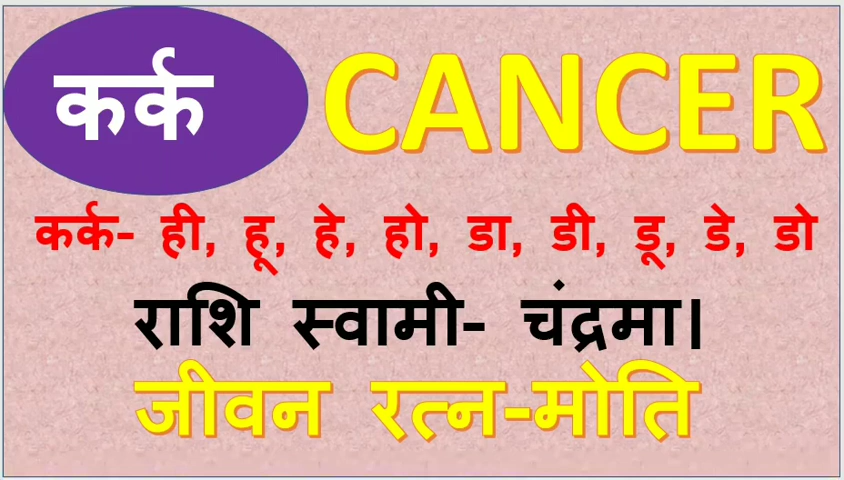 कर्क
CANCER
कर्क- ही, हू, हे, हो, डा, डी, डू, डे, डो
राशि स्वामी- चंद्रमा।
जीवन रत्न-मोति